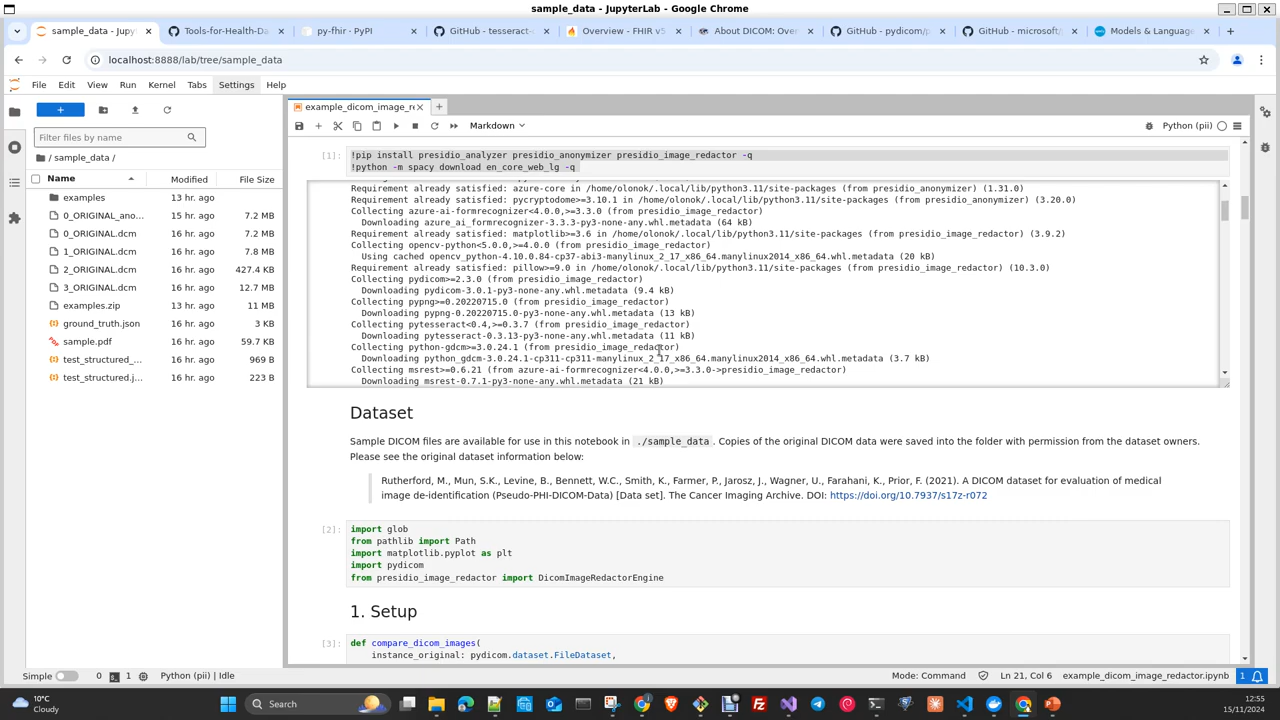 sample_data - JupyterLab - Google Chrome
sample_data - Jupy
Tools-for-Health-Da
py-fhir - PyPI
GitHub - tesseract-
Overview - FHIR v5
About DICOM: Over
GitHub - pydicom/p
GitHub - microsoft/
Models & Language
localhost:8888/lab/tree/sample_data
File Edit View Run Kernel Tabs Settings Help
example_dicom_image_re
Filter files by name
Markdown
Python (pii)
/ sample_data /
Name Modified File Size
examples 13 hr. ago
0_ORIGINAL_ano... 15 hr. ago 7.2 MB
0_ORIGINAL.dcm 16 hr. ago 7.2 MB
1_ORIGINAL.dcm 16 hr. ago 7.8 MB
2_ORIGINAL.dcm 16 hr. ago 427.4 KB
3_ORIGINAL.dcm 16 hr. ago 12.7 MB
examples.zip 13 hr. ago 11 MB
ground_truth.json 16 hr. ago 3 KB
sample.pdf 16 hr. ago 59.7 KB
test_structured_... 16 hr. ago 969 B
test_structured.j... 16 hr. ago 223 B
[1]:
!pip install presidio_analyzer presidio_anonymizer presidio_image_redactor -q
!python -m spacy download en_core_web_lg -q
Requirement already satisfied: azure-core in /home/olonok/.local/lib/python3.11/site-packages (from presidio_anonymizer) (1.31.0)
Requirement already satisfied: pycryptodome>=3.10.1 in /home/olonok/.local/lib/python3.11/site-packages (from presidio_anonymizer) (3.20.0)
Collecting azure-ai-formrecognizer<4.0.0,>=3.3.0 (from presidio_image_redactor)
Downloading azure_ai_formrecognizer-3.3.3-py3-none-any.whl.metadata (64 kB)
Requirement already satisfied: matplotlib>=3.6 in /home/olonok/.local/lib/python3.11/site-packages (from presidio_image_redactor) (3.9.2)
Collecting opencv-python<5.0.0,>=4.0.0 (from presidio_image_redactor)
Using cached opencv_python-4.10.0.84-cp37-abi3-manylinux_2_17_x86_64.manylinux2014_x86_64.whl.metadata (20 kB)
Requirement already satisfied: pillow>=9.0 in /home/olonok/.local/lib/python3.11/site-packages (from presidio_image_redactor) (10.3.0)
Collecting pydicom>=2.3.0 (from presidio_image_redactor)
Downloading pydicom-3.0.1-py3-none-any.whl.metadata (9.4 kB)
Collecting pypng>=0.20220715.0 (from presidio_image_redactor)
Downloading pypng-0.20220715.0-py3-none-any.whl.metadata (13 kB)
Collecting pytesseract<0.4,>=0.3.7 (from presidio_image_redactor)
Downloading pytesseract-0.3.13-py3-none-any.whl.metadata (11 kB)
Collecting python-gdcm>=3.0.24.1 (from presidio_image_redactor)
Downloading python_gdcm-3.0.24.1-cp311-cp311-manylinux_2_17_x86_64.manylinux2014_x86_64.whl.metadata (3.7 kB)
Collecting msrest>=0.6.21 (from azure-ai-formrecognizer<4.0.0,>=3.3.0->presidio_image_redactor)
Downloading msrest-0.7.1-py3-none-any.whl.metadata (21 kB)
Dataset
Sample DICOM files are available for use in this notebook in ./sample_data . Copies of the original DICOM data were saved into the folder with permission from the dataset owners.
Please see the original dataset information below:
Rutherford, M., Mun, S.K., Levine, B., Bennett, W.C., Smith, K., Farmer, P., Jarosz, J., Wagner, U., Farahani, K., Prior, F. (2021). A DICOM dataset for evaluation of medical
image de-identification (Pseudo-PHI-DICOM-Data) [Data set]. The Cancer Imaging Archive. DOI: https://doi.org/10.7937/s17z-r072
[2]:
import glob
from pathlib import Path
import matplotlib.pyplot as plt
import pydicom
from presidio_image_redactor import DicomImageRedactorEngine
1. Setup
[3]:
def compare_dicom_images(
instance_original: pydicom.dataset.FileDataset,
Simple 0 1 Python (pii) | Idle
Mode: Command Ln 21, Col 6 example_dicom_image_redactor.ipynb 1
10°C
Cloudy
Search
12:55
15/11/2024